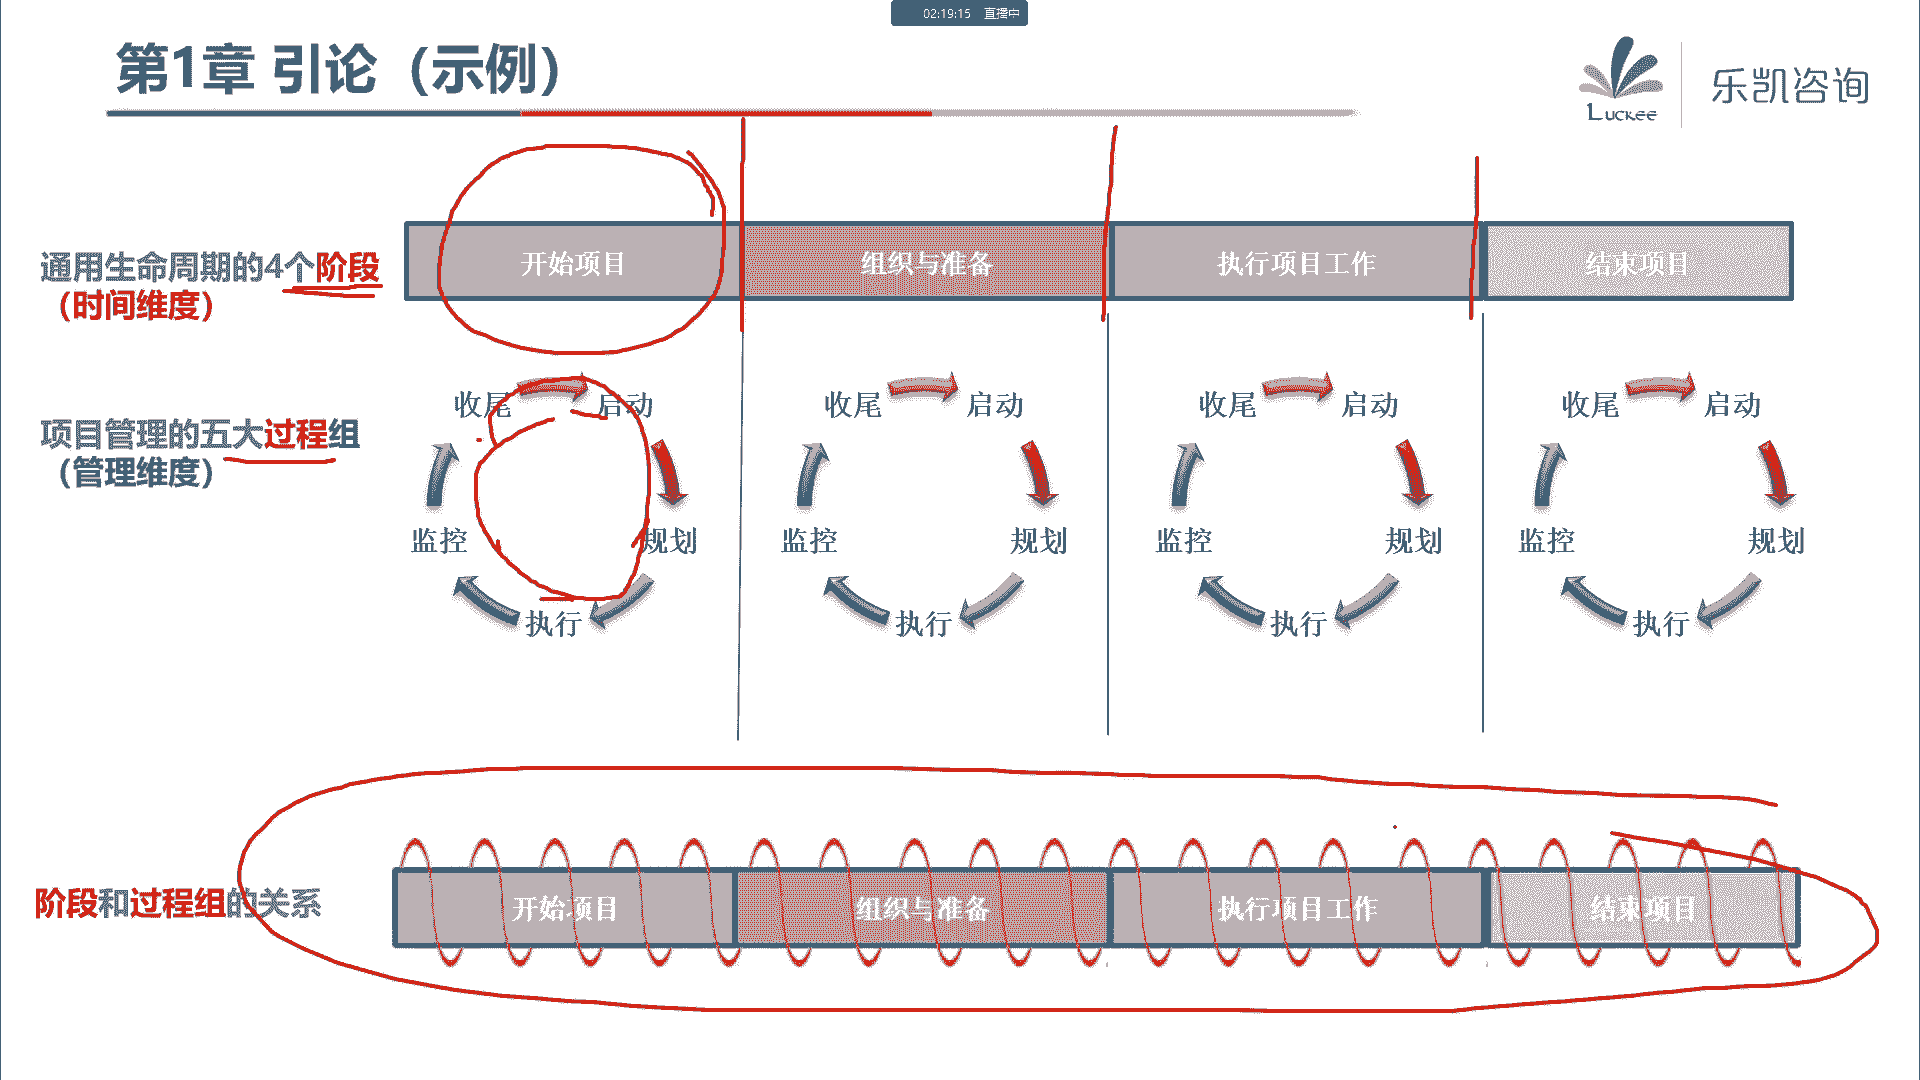 02:19:15 直播中
第1章 引论（示例）
Luckee 乐凯咨询
开始项目 组织与准备 执行项目工作 结束项目
通用生命周期的4个阶段
（时间维度）
收尾 启动 收尾 启动 收尾 启动 收尾 启动
项目管理的五大过程组
（管理维度）
监控 规划 监控 规划 监控 规划 监控 规划
执行 执行 执行 执行
阶段和过程组的关系
开始项目 组织与准备 执行项目工作 结束项目